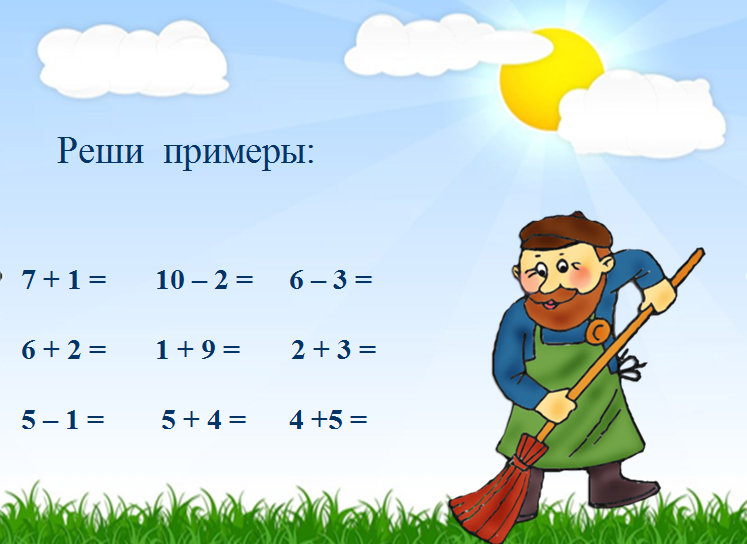 Реши примеры:
7 + 1 = 10 – 2 = 6 – 3 =
6 + 2 = 1 + 9 = 2 + 3 =
5 – 1 = 5 + 4 = 4 +5 =